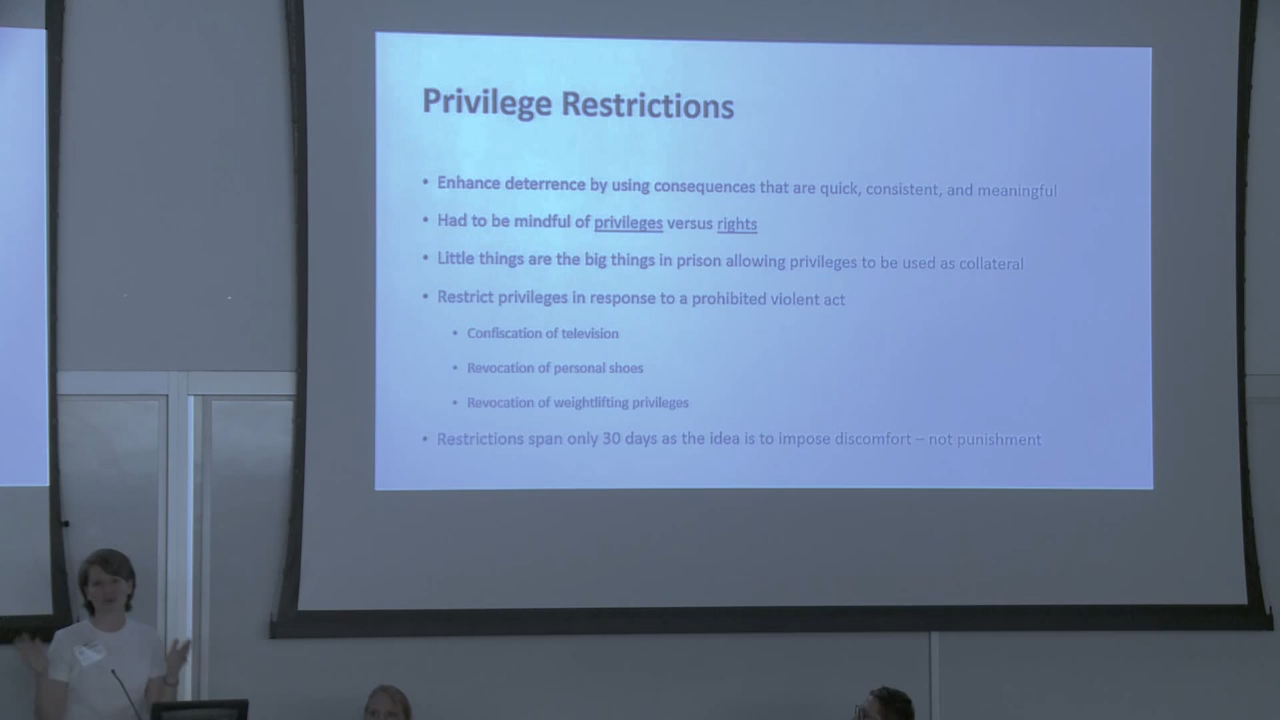 Privilege Restrictions
• Enhance deterrence by using consequences that are quick, consistent, and meaningful
• Had to be mindful of privileges versus rights
• Little things are the big things in prison allowing privileges to be used as collateral
• Restrict privileges in response to a prohibited violent act
• Confiscation of television
• Revocation of personal shoes
• Revocation of weightlifting privileges
• Restrictions span only 30 days as the idea is to impose discomfort – not punishment